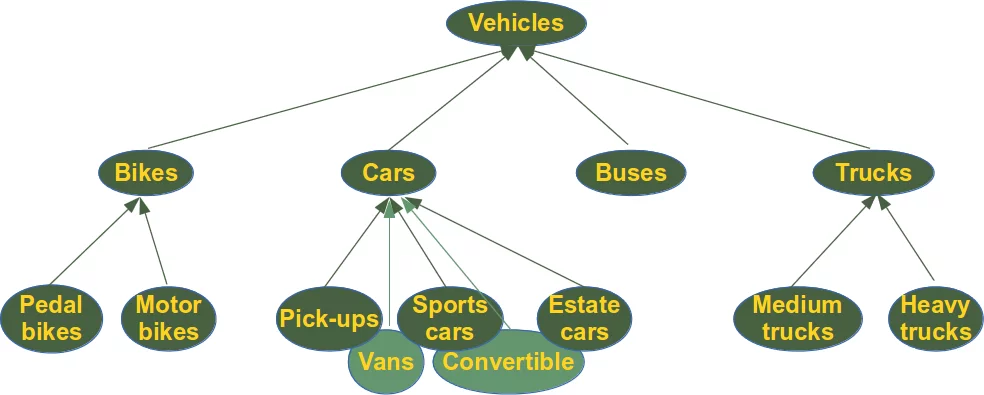 Vehicles
Bikes
Cars
Buses
Trucks
Pedal
bikes
Motor
bikes
Pick-ups
Sports
cars
Estate
cars
Medium
trucks
Heavy
trucks
Vans
Convertible